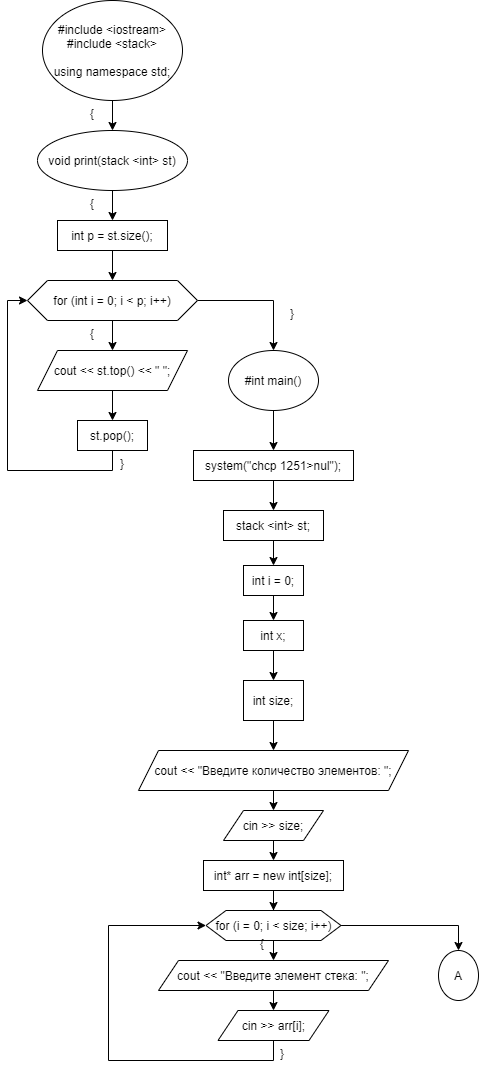 #include <iostream>
#include <stack>
using namespace std;
{
void print(stack <int> st)
{
int p = st.size();
for (int i = 0; i < p; i++)
}
{
cout << st.top() << " ";
#int main()
st.pop();
}
system("chcp 1251>nul");
stack <int> st;
int i = 0;
int x;
int size;
cout << "Введите количество элементов: ";
cin >> size;
int* arr = new int[size];
for (i = 0; i < size; i++)
{
cout << "Введите элемент стека: ";
A
cin >> arr[i];
}